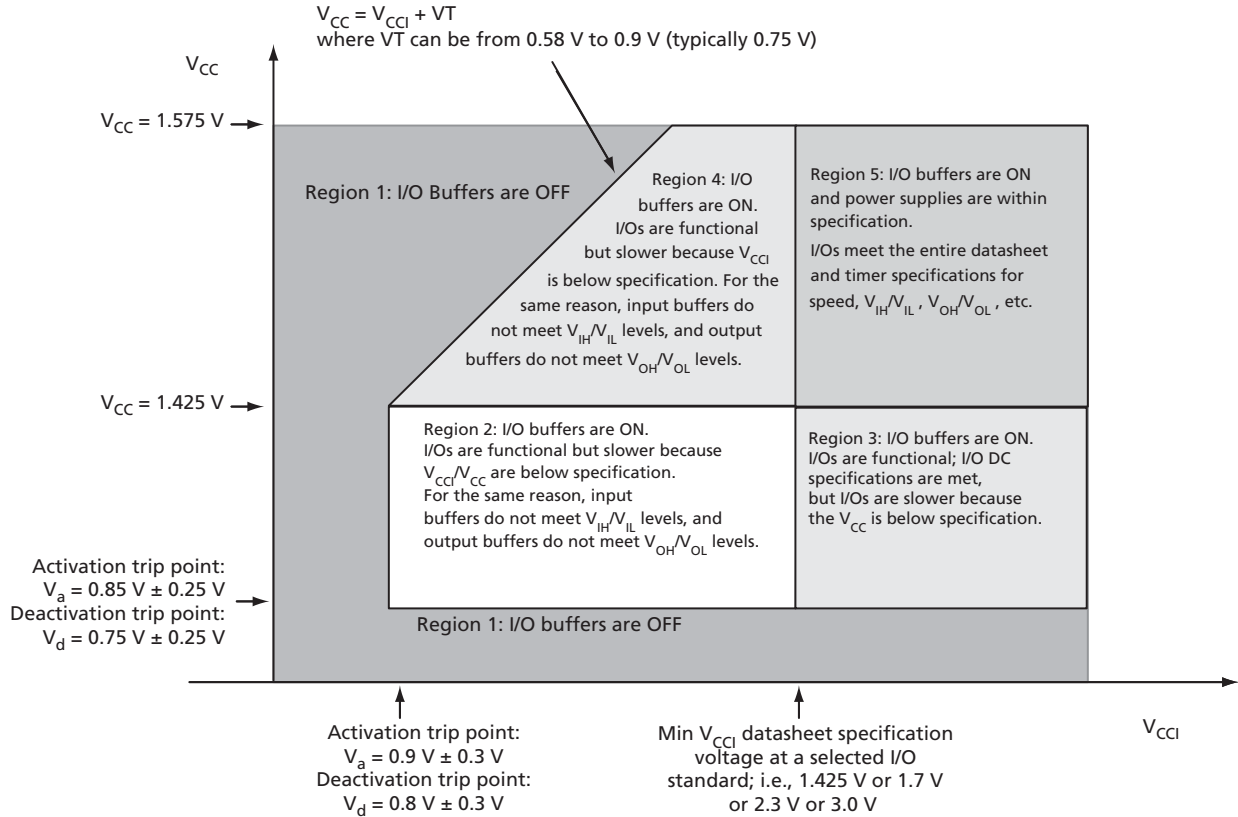 V_CC = V_CCI + VT
where VT can be from 0.58 V to 0.9 V (typically 0.75 V)
V_CC
V_CC = 1.575 V
Region 1: I/O Buffers are OFF
Region 4: I/O
buffers are ON.
I/Os are functional
but slower because V_CCI
is below specification. For the
same reason, input buffers do
not meet V_IH/V_IL levels, and output
buffers do not meet V_OH/V_OL levels.
Region 5: I/O buffers are ON
and power supplies are within
specification.
I/Os meet the entire datasheet
and timer specifications for
speed, V_IH/V_IL , V_OH/V_OL , etc.
V_CC = 1.425 V
Region 2: I/O buffers are ON.
I/Os are functional but slower because
V_CCI/V_CC are below specification.
For the same reason, input
buffers do not meet V_IH/V_IL levels, and
output buffers do not meet V_OH/V_OL levels.
Region 3: I/O buffers are ON.
I/Os are functional; I/O DC
specifications are met,
but I/Os are slower because
the V_CC is below specification.
Activation trip point:
V_a = 0.85 V ± 0.25 V
Deactivation trip point:
V_d = 0.75 V ± 0.25 V
Region 1: I/O buffers are OFF
Activation trip point:
V_a = 0.9 V ± 0.3 V
Deactivation trip point:
V_d = 0.8 V ± 0.3 V
Min V_CCI datasheet specification
voltage at a selected I/O
standard; i.e., 1.425 V or 1.7 V
or 2.3 V or 3.0 V
V_CCI